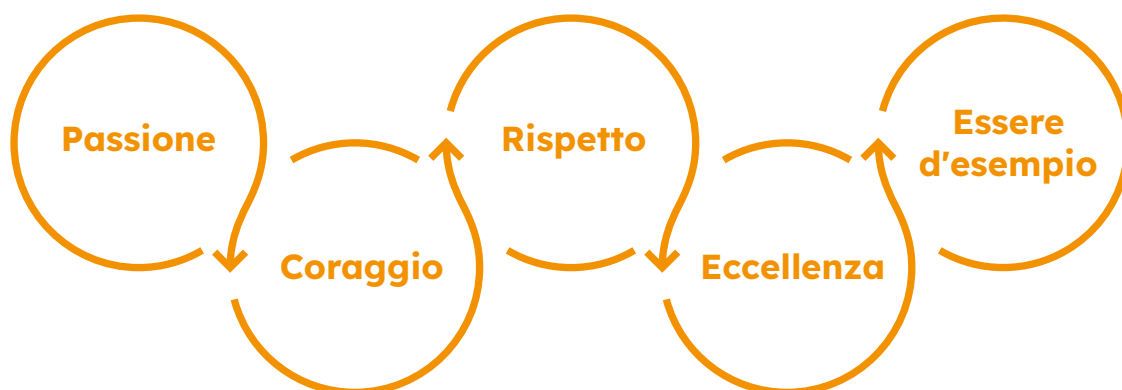 Passione
Coraggio
Rispetto
Eccellenza
Essere
d'esempio